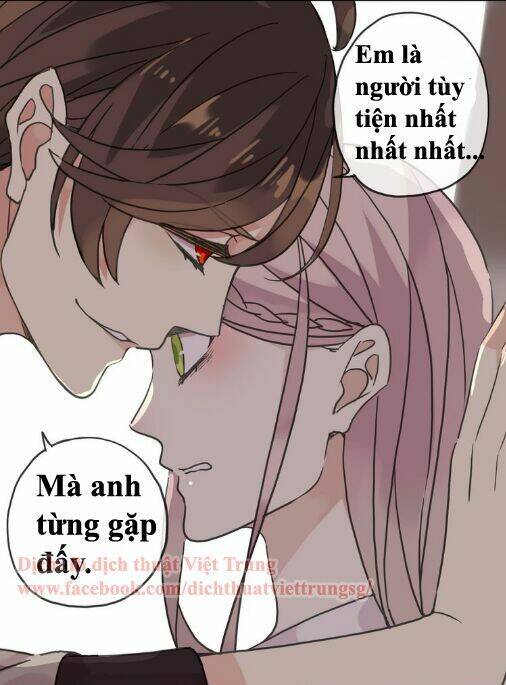 Em là
người tùy
tiện nhất
nhất nhất...
Mà anh
từng gặp
đấy.
dịch thuật Việt Trung
www.facebook.com/dichthuatviettrungsg/